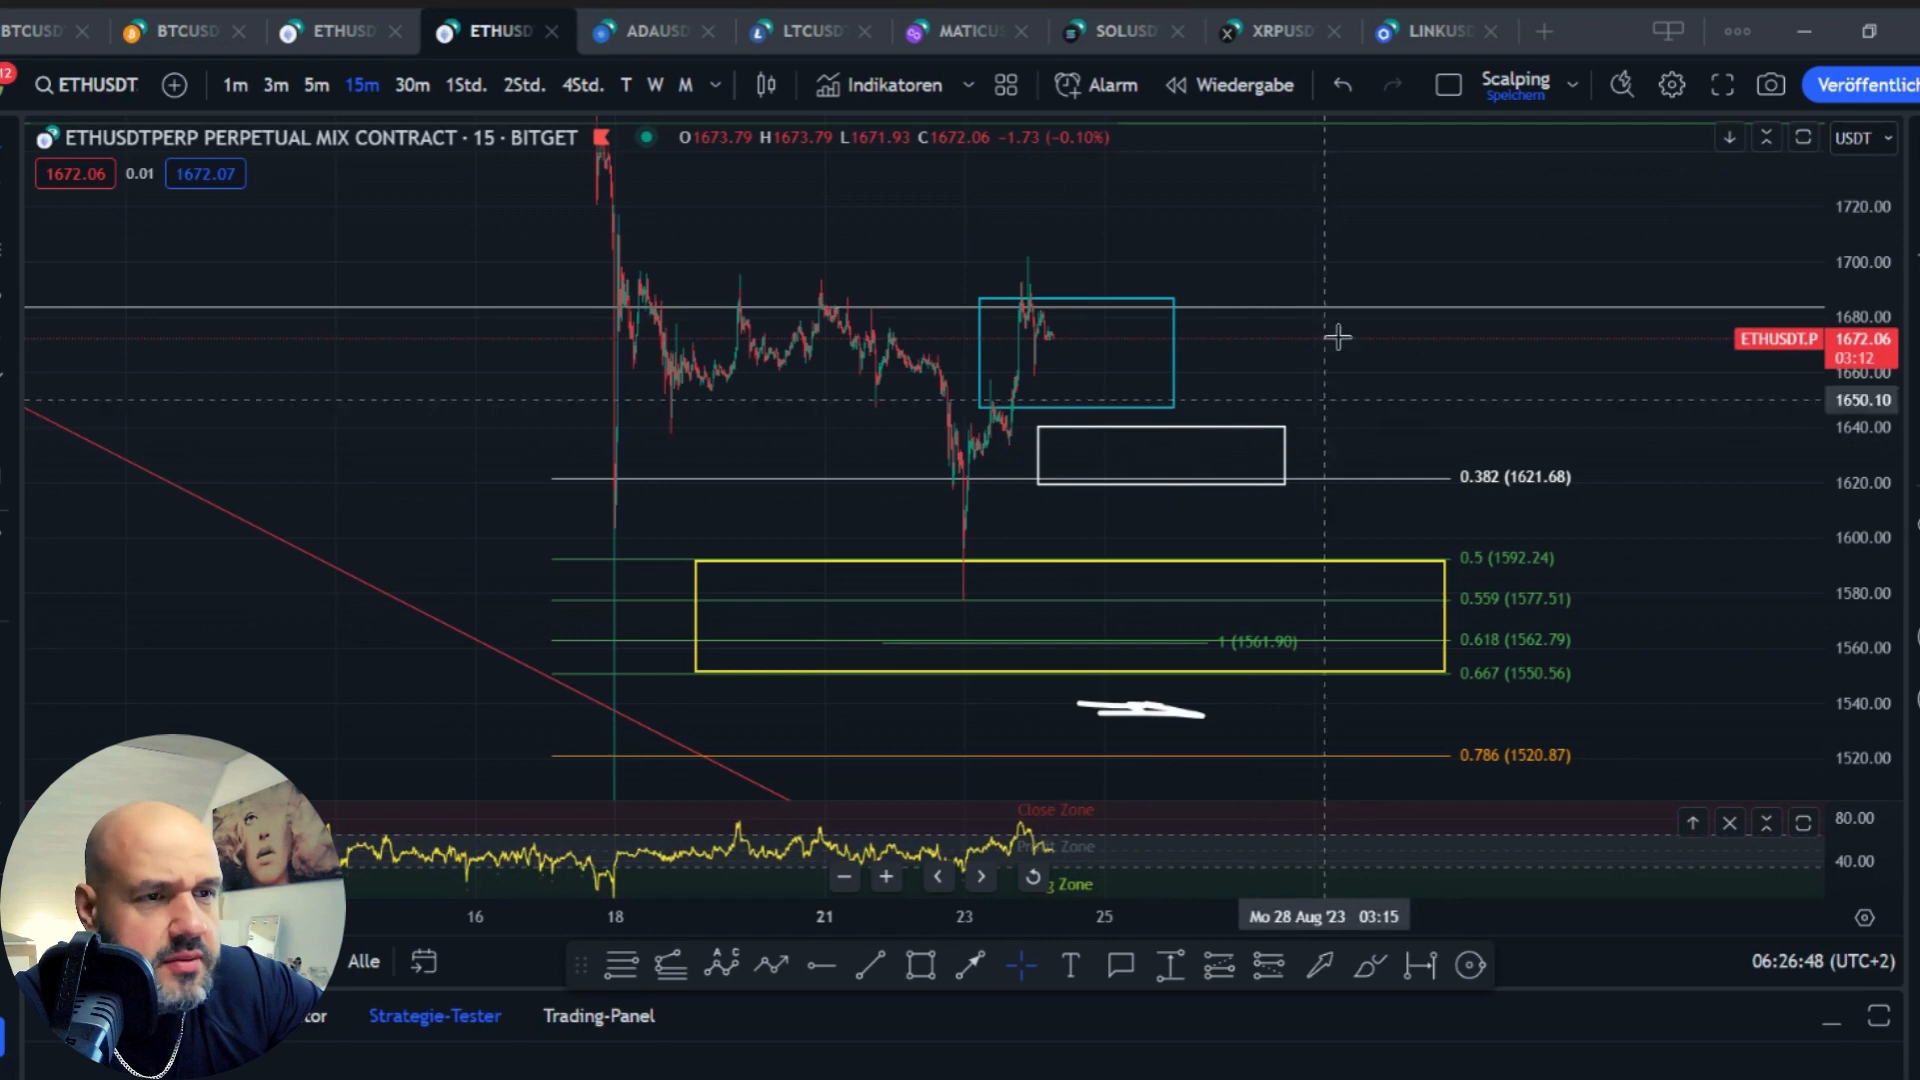 BTCUSD BTCUSD ETHUSD ETHUSD ADAUSD LTCUSD MATICUS SOLUSD XRPUSD LINKUSD
12
ETHUSDT 1m 3m 5m 15m 30m 1Std. 2Std. 4Std. T W M Indikatoren Alarm Wiedergabe Scalping
Speichern
Veröffentlich
ETHUSDTPERP PERPETUAL MIX CONTRACT · 15 · BITGET O1673.79 H1673.79 L1671.93 C1672.06 −1.73 (−0.10%)
USDT
1672.06 0.01 1672.07
1720.00
1700.00
1680.00
ETHUSDT.P 1672.06
03:12
1660.00
1650.10
1640.00
0.382 (1621.68)
1620.00
1600.00
0.5 (1592.24)
1580.00
0.559 (1577.51)
1 (1561.90)
0.618 (1562.79)
1560.00
0.667 (1550.56)
1540.00
0.786 (1520.87)
1520.00
Close Zone
80.00
Zone
40.00
g Zone
16 18 21 23 25 Mo 28 Aug '23 03:15
Alle
A C
B
T
06:26:48 (UTC+2)
tor Strategie-Tester Trading-Panel